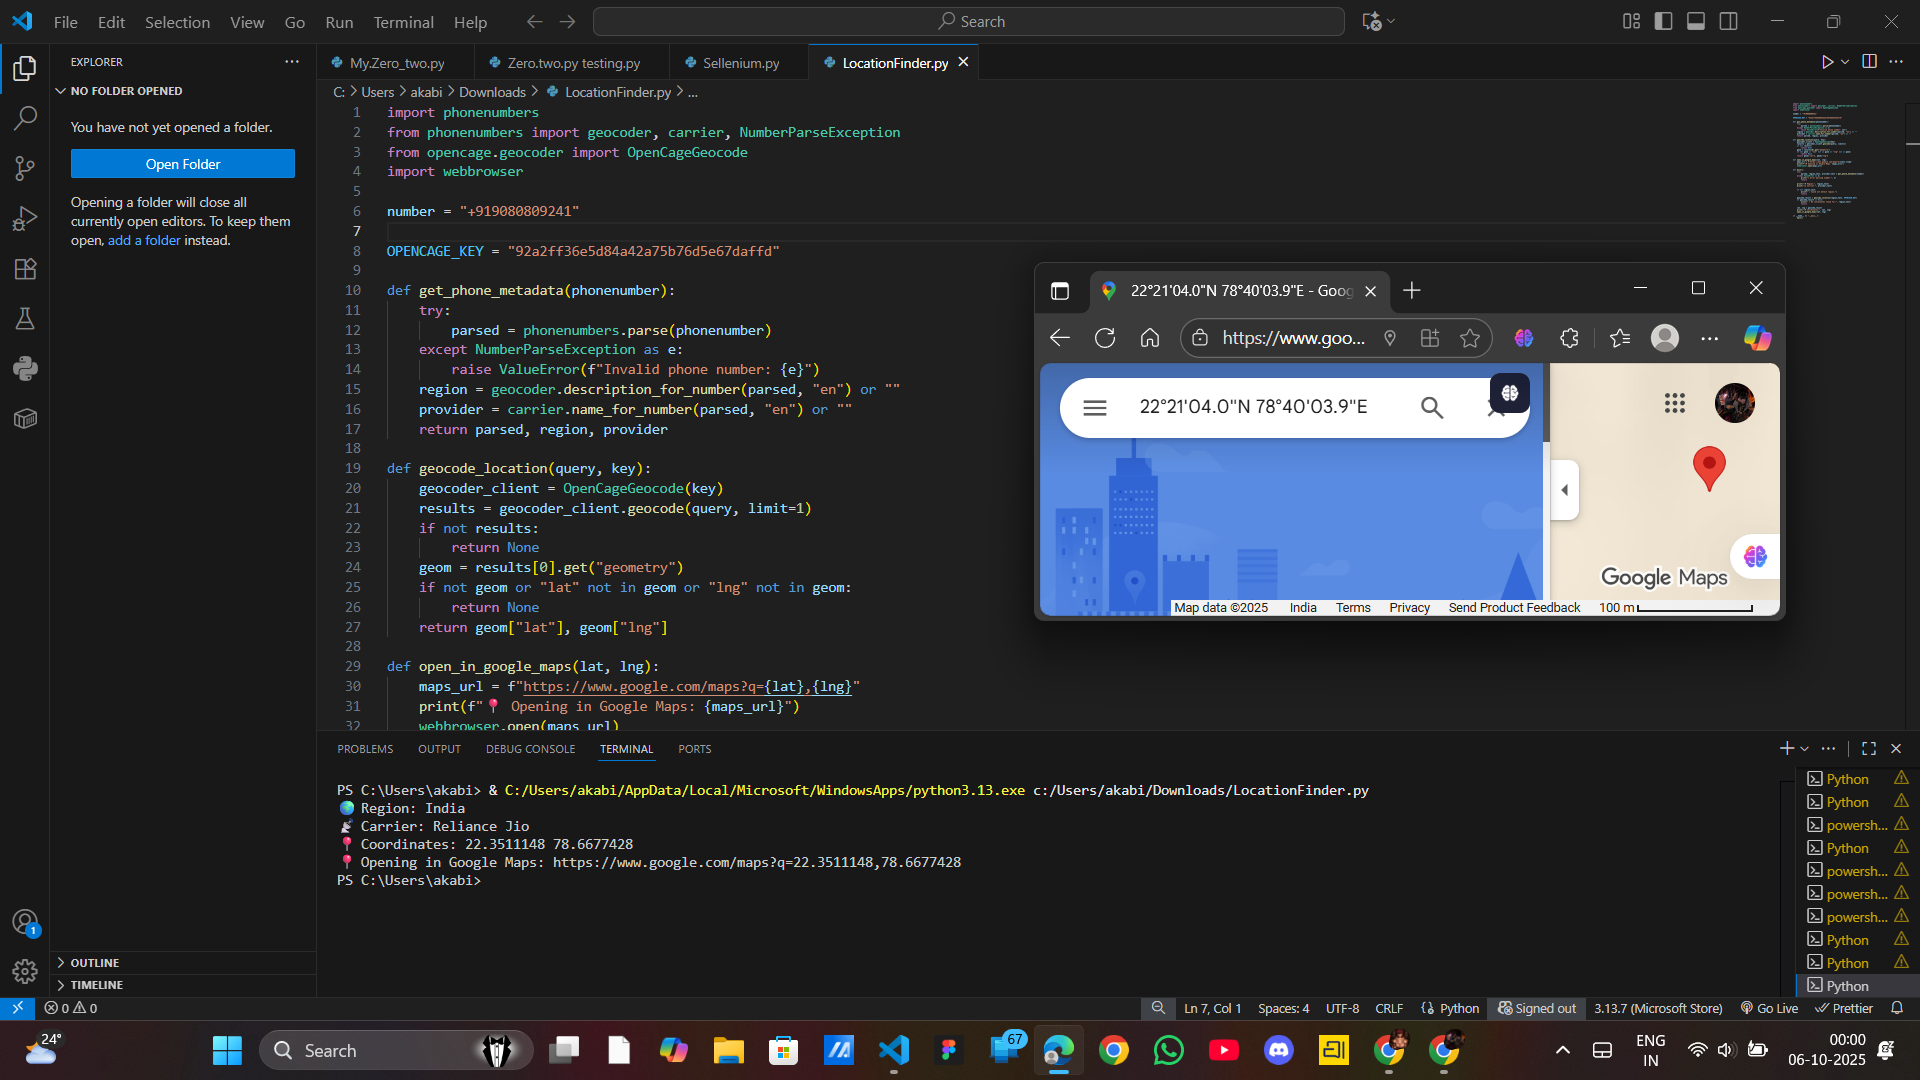 File Edit Selection View Go Run Terminal Help
Search
EXPLORER
NO FOLDER OPENED
You have not yet opened a folder.
Open Folder
Opening a folder will close all
currently open editors. To keep them
open, add a folder instead.
OUTLINE
TIMELINE
My.Zero_two.py
Zero.two.py testing.py
Sellenium.py
LocationFinder.py
C: > Users > akabi > Downloads > LocationFinder.py > ...
1 import phonenumbers
2 from phonenumbers import geocoder, carrier, NumberParseException
3 from opencage.geocoder import OpenCageGeocode
4 import webbrowser
5
6 number = "+919080809241"
7
8 OPENCAGE_KEY = "92a2ff36e5d84a42a75b76d5e67daffd"
9
10 def get_phone_metadata(phonenumber):
11 try:
12 parsed = phonenumbers.parse(phonenumber)
13 except NumberParseException as e:
14 raise ValueError(f"Invalid phone number: {e}")
15 region = geocoder.description_for_number(parsed, "en") or ""
16 provider = carrier.name_for_number(parsed, "en") or ""
17 return parsed, region, provider
18
19 def geocode_location(query, key):
20 geocoder_client = OpenCageGeocode(key)
21 results = geocoder_client.geocode(query, limit=1)
22 if not results:
23 return None
24 geom = results[0].get("geometry")
25 if not geom or "lat" not in geom or "lng" not in geom:
26 return None
27 return geom["lat"], geom["lng"]
28
29 def open_in_google_maps(lat, lng):
30 maps_url = f"https://www.google.com/maps?q={lat},{lng}"
31 print(f"📍 Opening in Google Maps: {maps_url}")
32 webbrowser.open(maps_url)
22°21'04.0"N 78°40'03.9"E - Goog
https://www.goo...
22°21'04.0"N 78°40'03.9"E
Google Maps
Map data ©2025 India Terms Privacy Send Product Feedback 100 m
PROBLEMS OUTPUT DEBUG CONSOLE TERMINAL PORTS
PS C:\Users\akabi> & C:/Users/akabi/AppData/Local/Microsoft/WindowsApps/python3.13.exe c:/Users/akabi/Downloads/LocationFinder.py
🌍 Region: India
📡 Carrier: Reliance Jio
📍 Coordinates: 22.3511148 78.6677428
📍 Opening in Google Maps: https://www.google.com/maps?q=22.3511148,78.6677428
PS C:\Users\akabi>
Python
Python
powersh...
Python
powersh...
powersh...
powersh...
Python
Python
Python
1
0 0
Ln 7, Col 1 Spaces: 4 UTF-8 CRLF {} Python Signed out 3.13.7 (Microsoft Store) Go Live Prettier
24°
Search
67
ENG
IN
00:00
06-10-2025